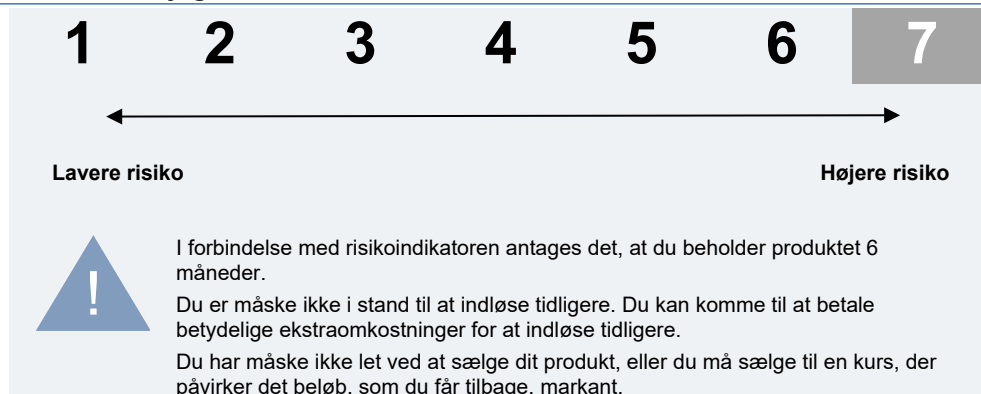 1 2 3 4 5 6 7
Lavere risiko Højere risiko
!
I forbindelse med risikoindikatoren antages det, at du beholder produktet 6
måneder.
Du er måske ikke i stand til at indløse tidligere. Du kan komme til at betale
betydelige ekstraomkostninger for at indløse tidligere.
Du har måske ikke let ved at sælge dit produkt, eller du må sælge til en kurs, der
påvirker det beløb, som du får tilbage, markant.